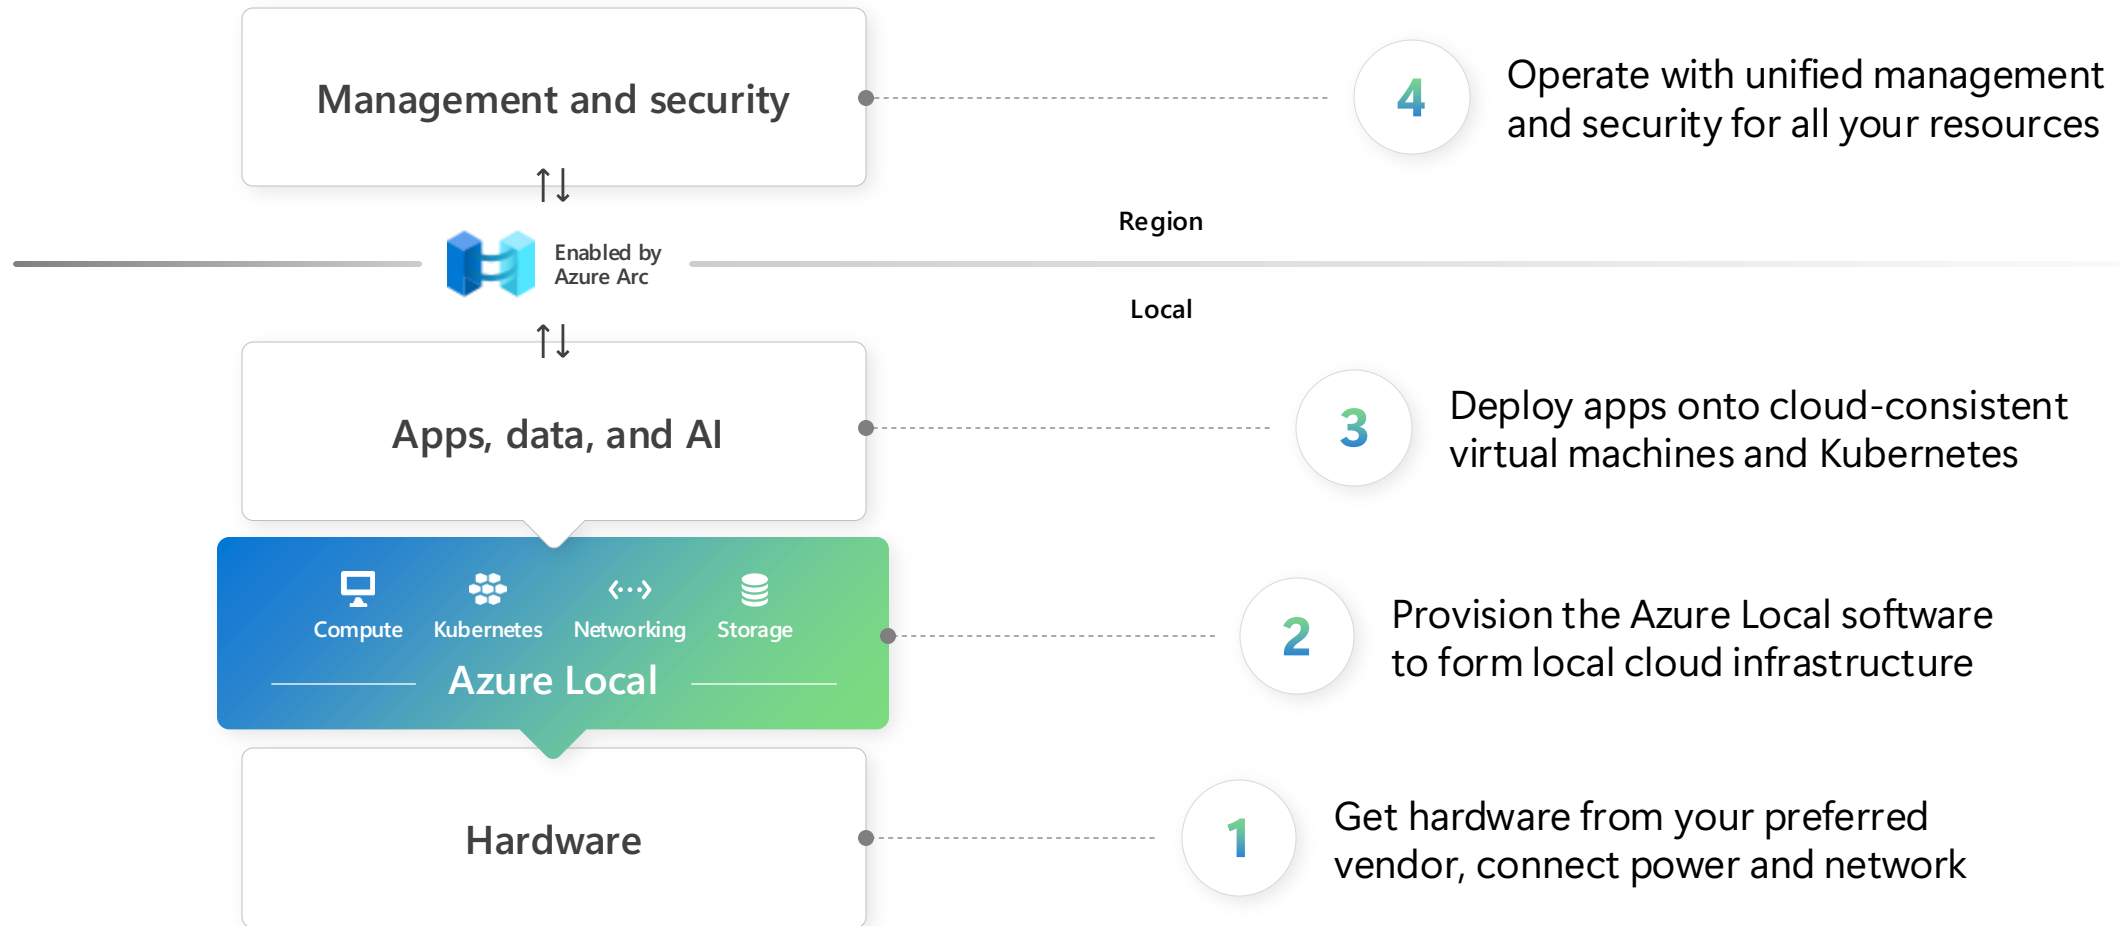 Management and security
4
Operate with unified management
and security for all your resources
Region
Enabled by
Azure Arc
Local
Apps, data, and AI
3
Deploy apps onto cloud-consistent
virtual machines and Kubernetes
Compute
Kubernetes
Networking
Storage
Azure Local
2
Provision the Azure Local software
to form local cloud infrastructure
Hardware
1
Get hardware from your preferred
vendor, connect power and network